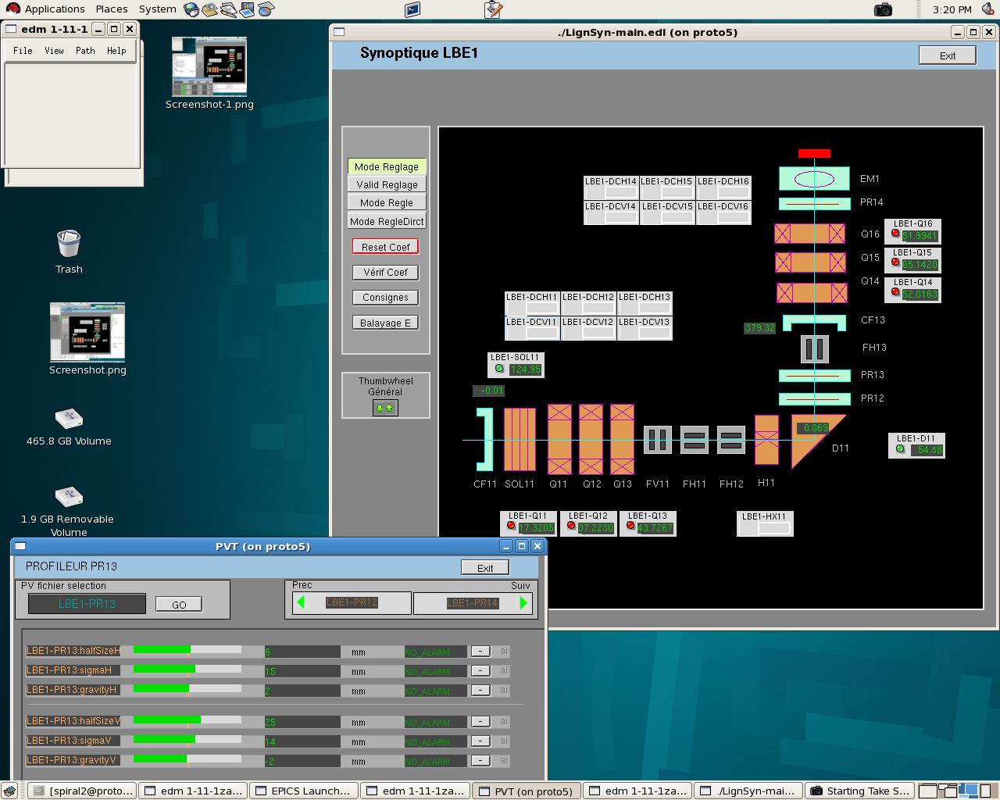 Applications Places System 3:20 PM
edm 1-11-1
File View Path Help
Screenshot-1.png
Trash
Screenshot.png
465.8 GB Volume
1.9 GB Removable
Volume
./LignSyn-main.edl (on proto5)
Synoptique LBE1
Exit
Mode Reglage
Valid Reglage
Mode Regle
Mode RegleDirct
Reset Coef
Vérif Coef
Consignes
Balayage E
Thumbwheel
Général
LBE1-DCH14 LBE1-DCH15 LBE1-DCH16
LBE1-DCV14 LBE1-DCV15 LBE1-DCV16
EM1
PR14
Q16
LBE1-Q16
51.9941
Q15
LBE1-Q15
65.1420
Q14
LBE1-Q14
52.0163
LBE1-DCH11 LBE1-DCH12 LBE1-DCH13
LBE1-DCV11 LBE1-DCV12 LBE1-DCV13
379.32
CF13
FH13
LBE1-SOL11
124.95
-0.01
PR13
PR12
0.069
D11
LBE1-D11
CF11 SOL11 Q11 Q12 Q13 FV11 FH11 FH12 H11
LBE1-Q11 LBE1-Q12 LBE1-Q13 LBE1-HX11
17.3205 37.2230 43.7267
PVT (on proto5)
PROFILEUR PR13
Exit
PV fichier selection
LBE1-PR13
GO
Prec Suiv
LBE1-PR12 LBE1-PR14
LBE1-PR13:halfSizeH 6 mm NO_ALARM - ai
LBE1-PR13:sigmaH 15 mm NO_ALARM - ai
LBE1-PR13:gravityH 2 mm NO_ALARM - ai
LBE1-PR13:halfSizeV 25 mm NO_ALARM - ai
LBE1-PR13:sigmaV 14 mm NO_ALARM - ai
LBE1-PR13:gravityV -2 mm NO_ALARM - ai
[spiral2@proto... edm 1-11-1za... EPICS Launch... edm 1-11-1za... PVT (on proto5) edm 1-11-1za... ./LignSyn-mai... Starting Take S...